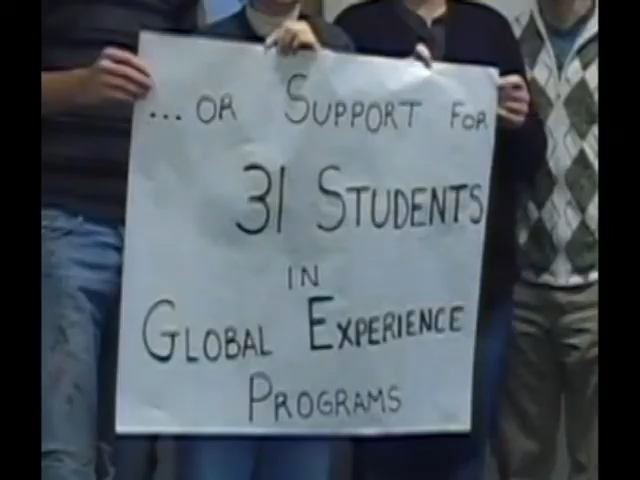 ... OR SUPPORT FOR
31 STUDENTS
IN
GLOBAL EXPERIENCE
PROGRAMS